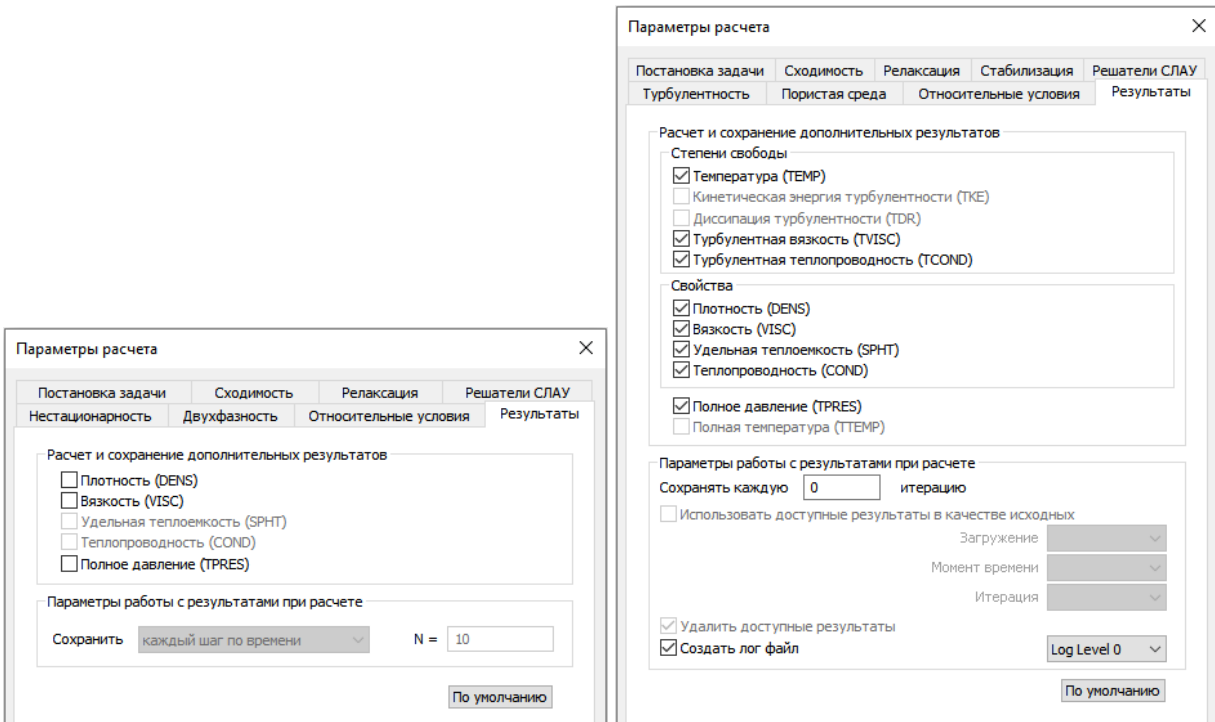 Параметры расчета
Постановка задачи Сходимость Релаксация Решатели СЛАУ
Нестационарность Двухфазность Относительные условия Результаты
Расчет и сохранение дополнительных результатов
Плотность (DENS)
Вязкость (VISC)
Удельная теплоемкость (SPHT)
Теплопроводность (COND)
Полное давление (TPRES)
Параметры работы с результатами при расчете
Сохранить каждый шаг по времени N = 10
По умолчанию
Параметры расчета
Постановка задачи Сходимость Релаксация Стабилизация Решатели СЛАУ
Турбулентность Пористая среда Относительные условия Результаты
Расчет и сохранение дополнительных результатов
Степени свободы
Температура (TEMP)
Кинетическая энергия турбулентности (TKE)
Диссипация турбулентности (TDR)
Турбулентная вязкость (TVISC)
Турбулентная теплопроводность (TCOND)
Свойства
Плотность (DENS)
Вязкость (VISC)
Удельная теплоемкость (SPHT)
Теплопроводность (COND)
Полное давление (TPRES)
Полная температура (TTEMP)
Параметры работы с результатами при расчете
Сохранять каждую 0 итерацию
Использовать доступные результаты в качестве исходных
Загружение
Момент времени
Итерация
Удалить доступные результаты
Создать лог файл Log Level 0
По умолчанию